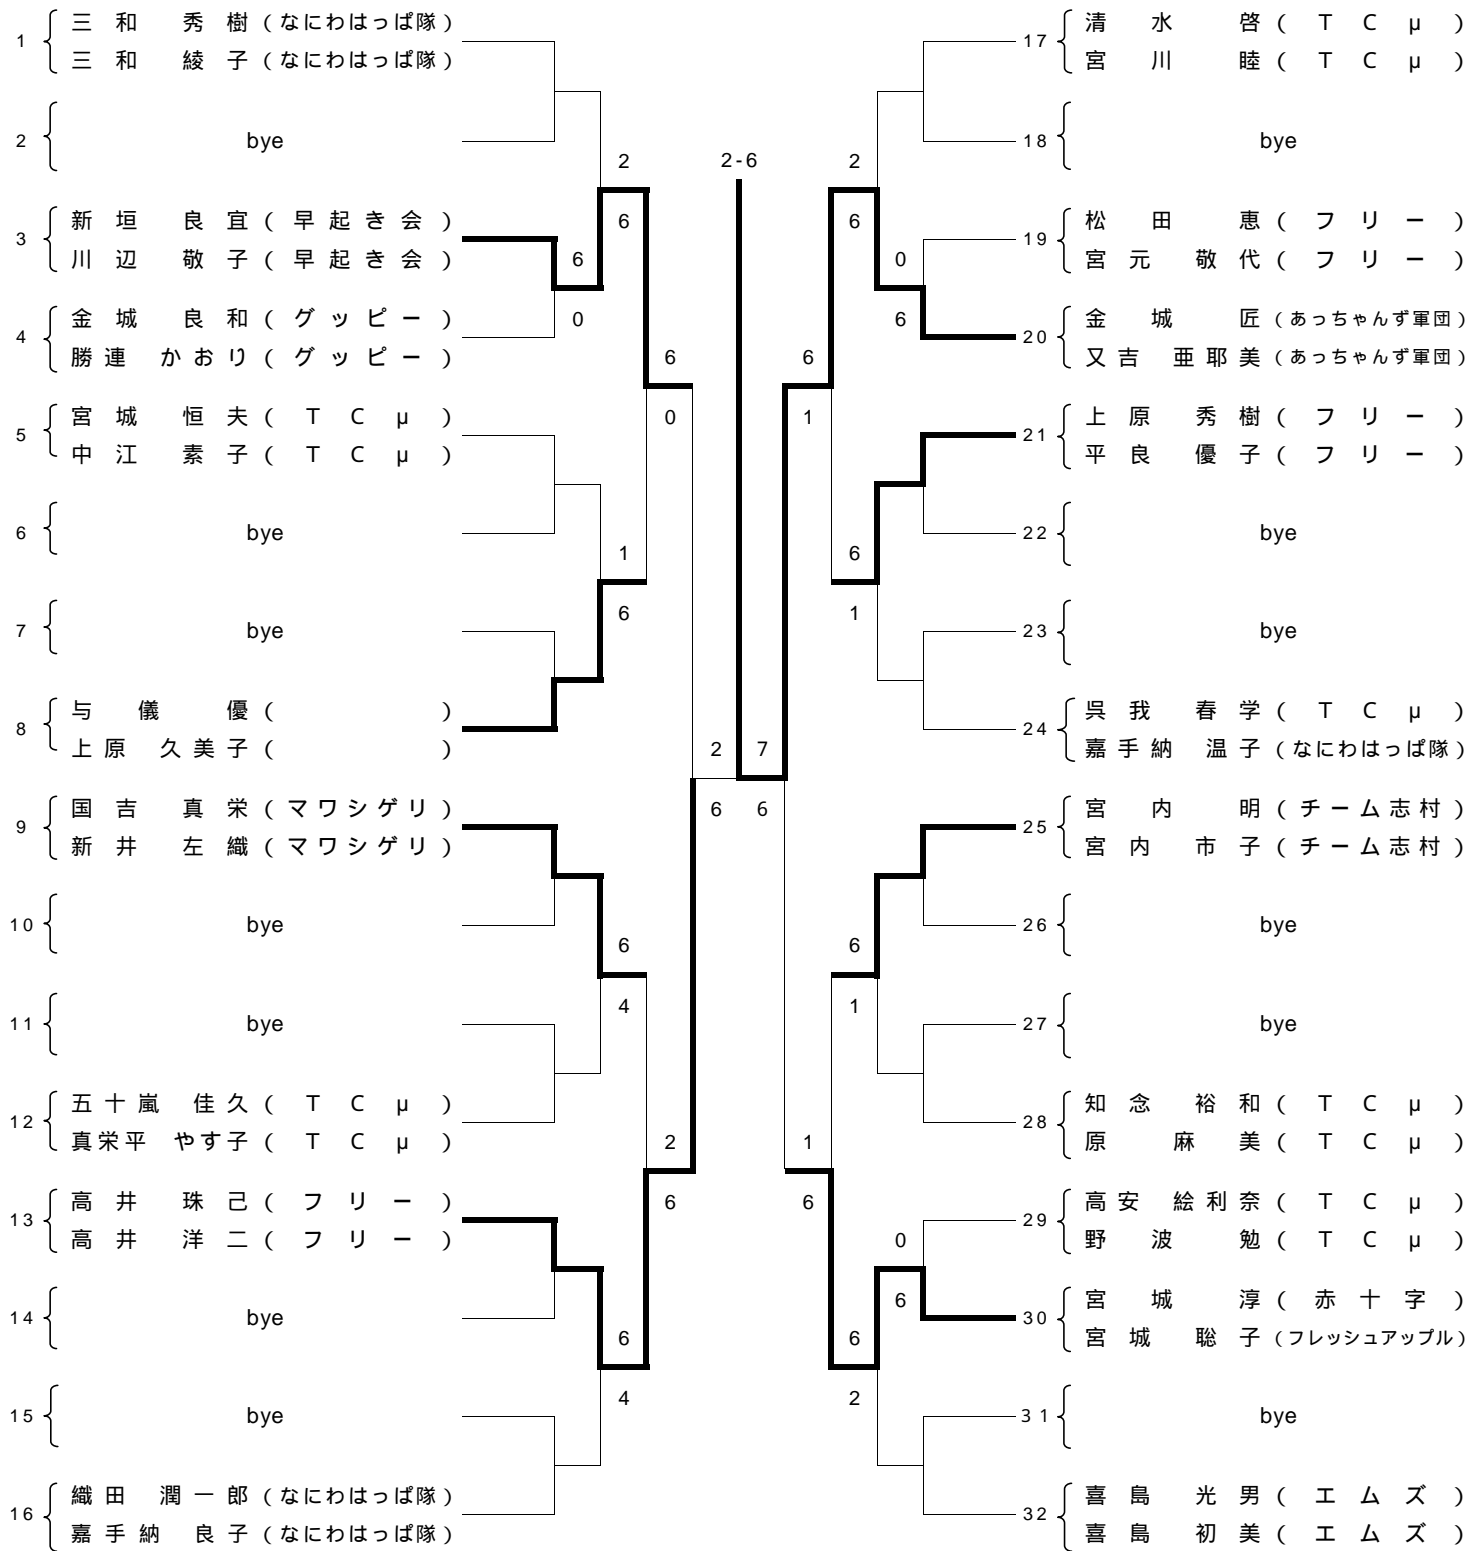 1 三和 秀樹 (なにわはっぱ隊)
三和 綾子 (なにわはっぱ隊)
2 bye
3 新垣 良宜 (早起き会)
川辺 敬子 (早起き会)
4 金城 良和 (グッピー)
勝連 かおり (グッピー)
5 宮城 恒夫 (TCμ)
中江 素子 (TCμ)
6 bye
7 bye
8 与儀 優 ( )
上原 久美子 ( )
9 国吉 真栄 (マワシゲリ)
新井 左織 (マワシゲリ)
10 bye
11 bye
12 五十嵐 佳久 (TCμ)
真栄平 やす子 (TCμ)
13 高井 珠己 (フリー)
高井 洋二 (フリー)
14 bye
15 bye
16 織田 潤一郎 (なにわはっぱ隊)
嘉手納 良子 (なにわはっぱ隊)
6
0
2
6
1
6
6
4
6
4
6
0
2
6
2
6
2-6
7
6
6
1
1
6
2
6
6
1
6
1
6
2
0
6
0
6
17 清水 啓 (TCμ)
宮川 睦 (TCμ)
18 bye
19 松田 恵 (フリー)
宮元 敬代 (フリー)
20 金城 匠 (あっちゃんず軍団)
又吉 亜耶美 (あっちゃんず軍団)
21 上原 秀樹 (フリー)
平良 優子 (フリー)
22 bye
23 bye
24 呉我 春学 (TCμ)
嘉手納 温子 (なにわはっぱ隊)
25 宮内 明 (チーム志村)
宮内 市子 (チーム志村)
26 bye
27 bye
28 知念 裕和 (TCμ)
原 麻美 (TCμ)
29 高安 絵利奈 (TCμ)
野波 勉 (TCμ)
30 宮城 淳 (赤十字)
宮城 聡子 (フレッシュアップル)
31 bye
32 喜島 光男 (エムズ)
喜島 初美 (エムズ)